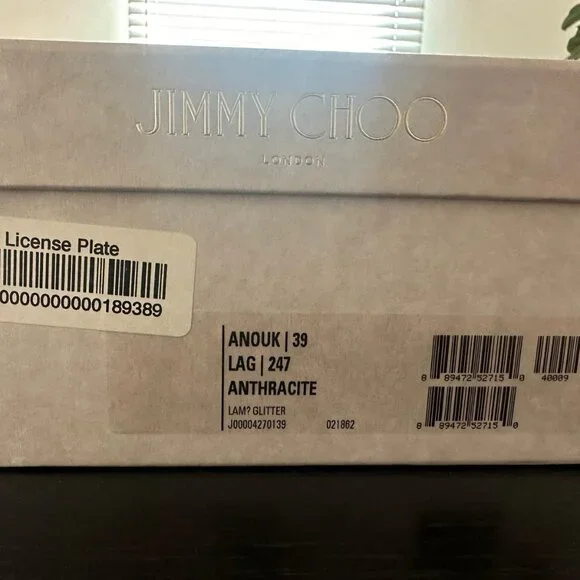 JIMMY CHOO
LONDON
License Plate
0000000000189389
ANOUK | 39
LAG | 247
ANTHRACITE
LAM? GLITTER
J00004270139 021862
8 89472 52715 0 40009
8 89472 52715 0